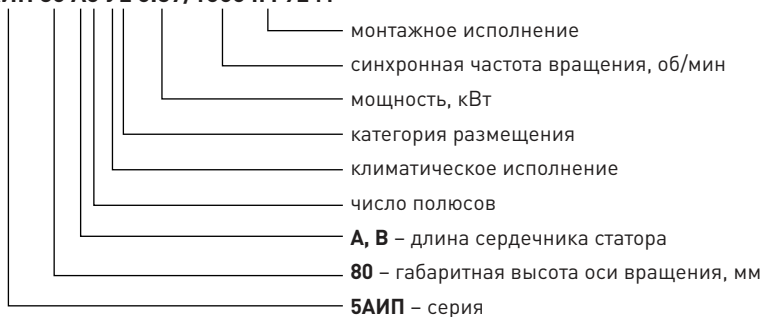 монтажное исполнение
синхронная частота вращения, об/мин
мощность, кВт
категория размещения
климатическое исполнение
число полюсов
А, В – длина сердечника статора
80 – габаритная высота оси вращения, мм
5АИП – серия